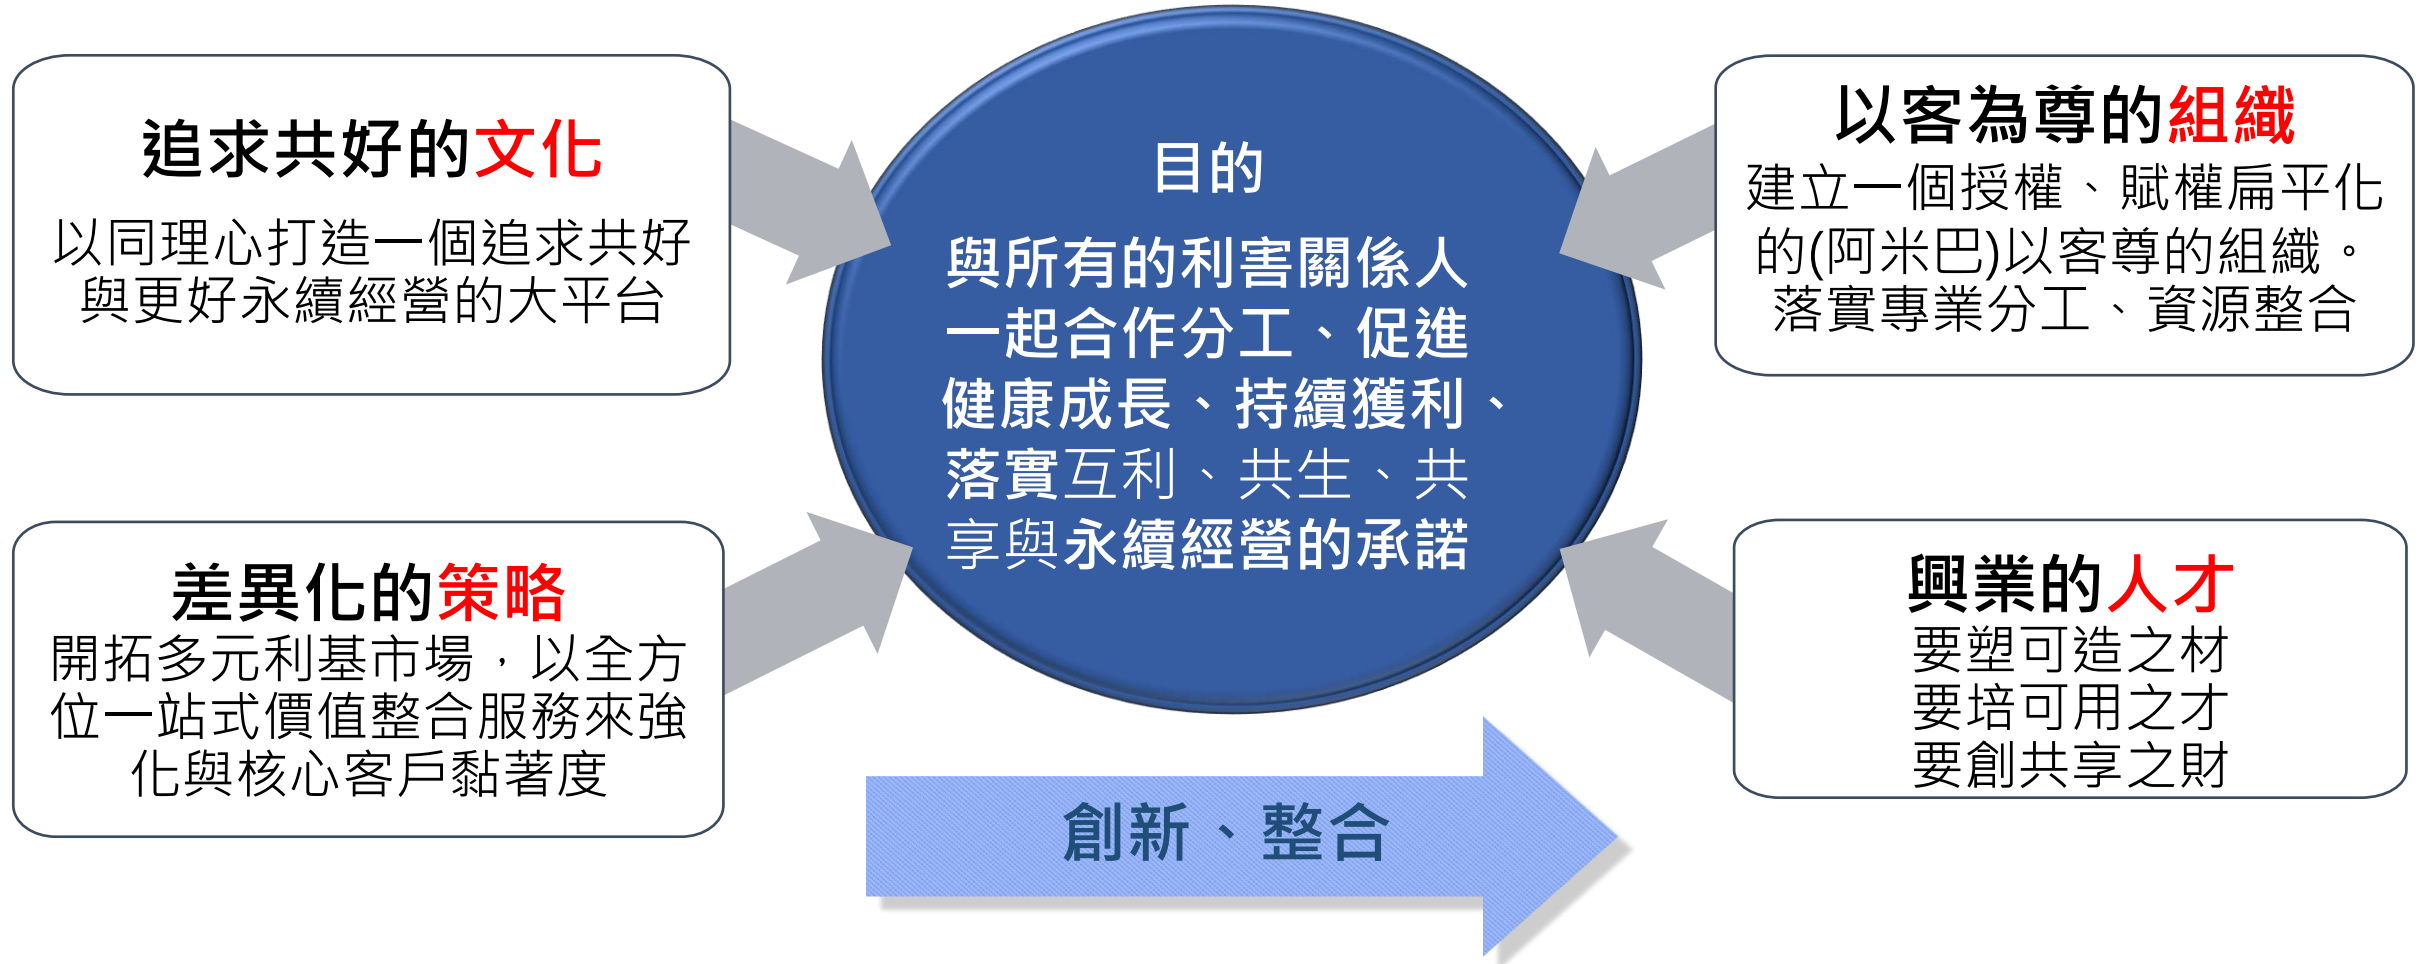 追求共好的文化
以同理心打造一個追求共好
與更好永續經營的大平台
差異化的策略
開拓多元利基市場，以全方
位一站式價值整合服務來強
化與核心客戶黏著度
目的
與所有的利害關係人
一起合作分工、促進
健康成長、持續獲利、
落實互利、共生、共
享與永續經營的承諾
以客為尊的組織
建立一個授權、賦權扁平化
的(阿米巴)以客尊的組織。
落實專業分工、資源整合
興業的人才
要塑可造之材
要培可用之才
要創共享之財
創新、整合